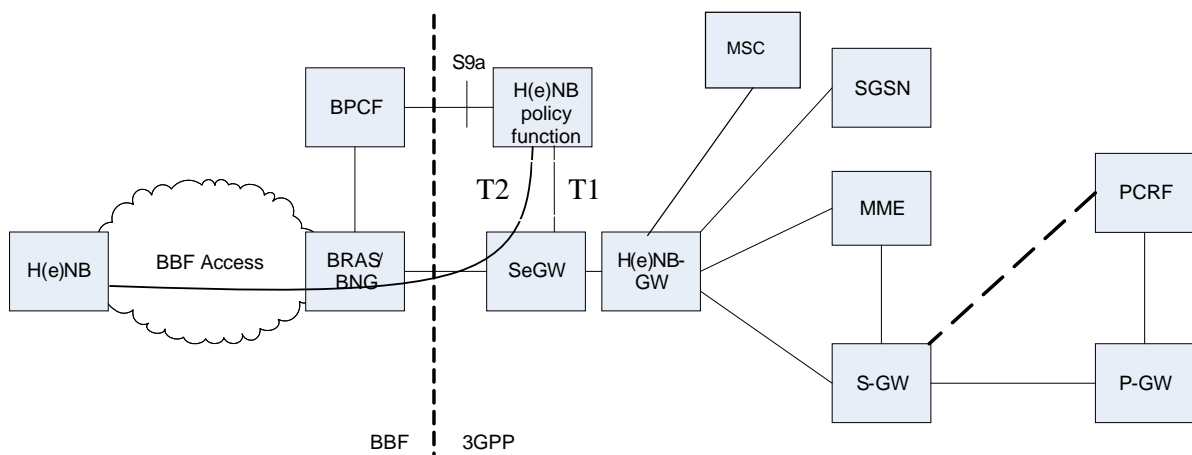 MSC
S9a
SGSN
BPCF
H(e)NB
policy
function
T2
T1
PCRF
MME
H(e)NB
BBF Access
BRAS/
BNG
SeGW
H(e)NB-
GW
S-GW
P-GW
BBF
3GPP